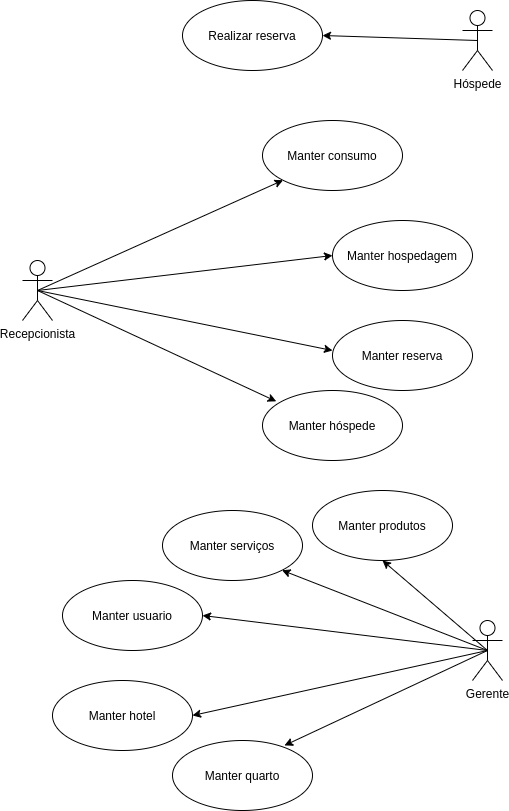 Realizar reserva
Hóspede
Manter consumo
Manter hospedagem
Recepcionista
Manter reserva
Manter hóspede
Manter produtos
Manter serviços
Manter usuario
Gerente
Manter hotel
Manter quarto